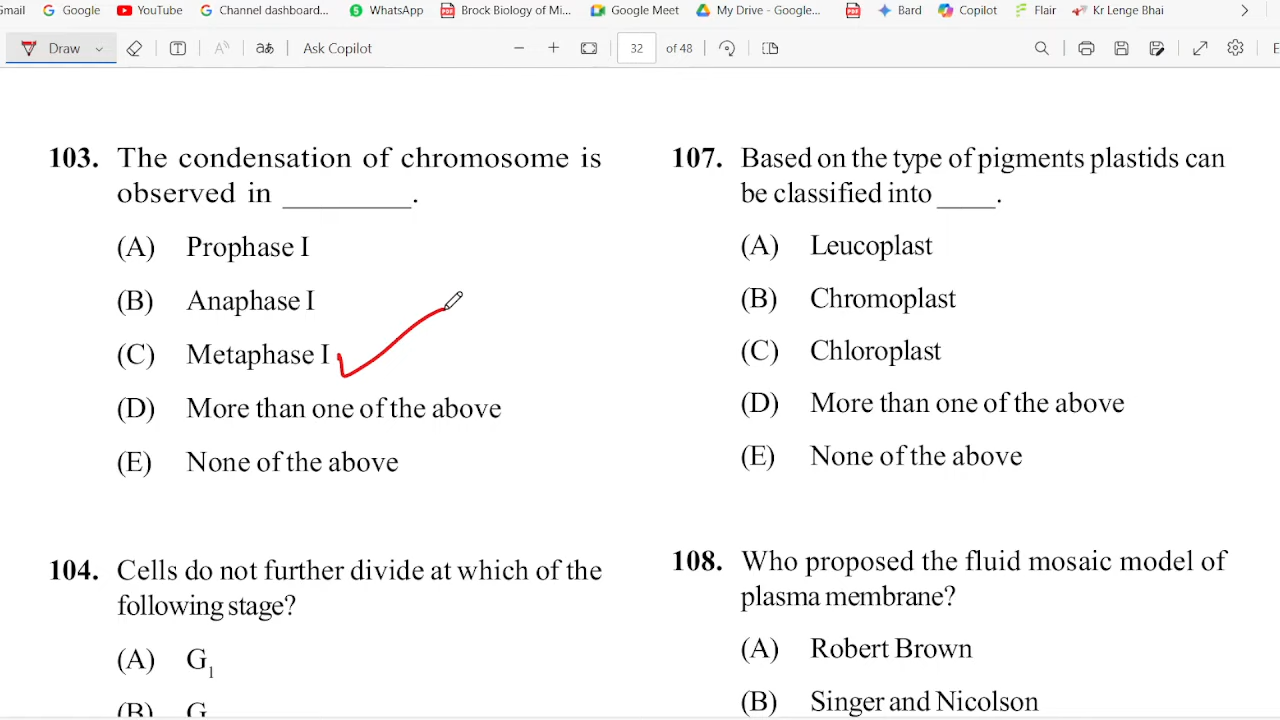 Gmail Google YouTube Channel dashboard... WhatsApp Brock Biology of Mi... Google Meet My Drive - Google... Bard Copilot Flair Kr Lenge Bhai
Draw Ask Copilot 32 of 48
103. The condensation of chromosome is
observed in _________.
(A) Prophase I
(B) Anaphase I
(C) Metaphase I
(D) More than one of the above
(E) None of the above
104. Cells do not further divide at which of the
following stage?
(A) G1
(B) G
107. Based on the type of pigments plastids can
be classified into ____.
(A) Leucoplast
(B) Chromoplast
(C) Chloroplast
(D) More than one of the above
(E) None of the above
108. Who proposed the fluid mosaic model of
plasma membrane?
(A) Robert Brown
(B) Singer and Nicolson